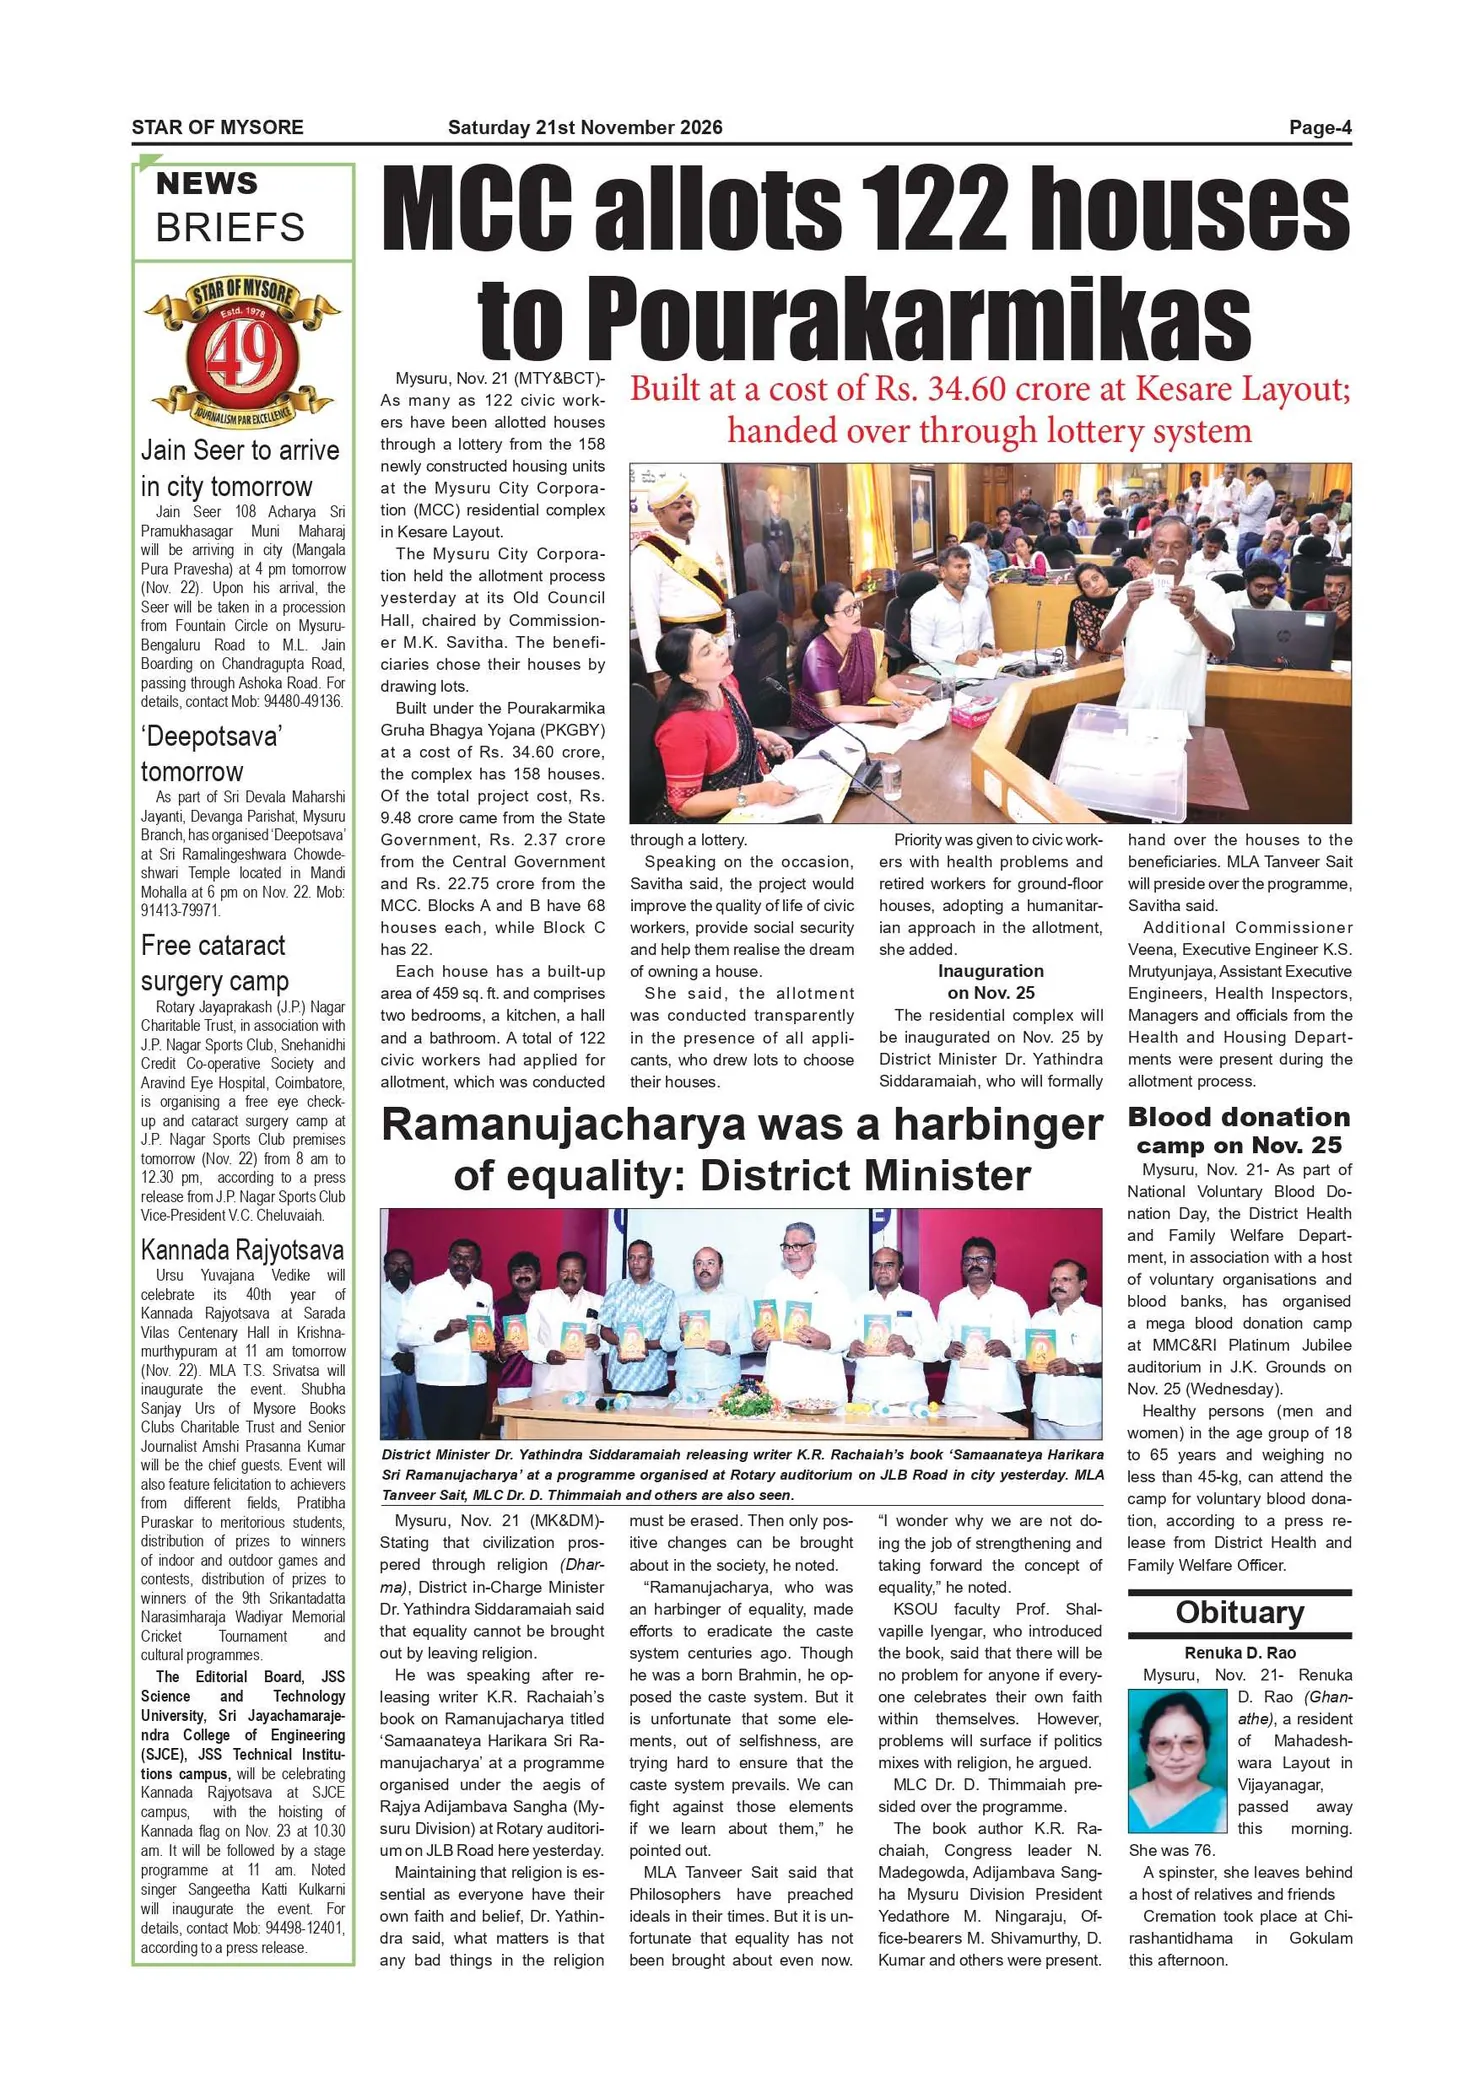 STAR OF MYSORE Saturday 21st November 2026 Page-4
NEWS
BRIEFS
STAR OF MYSORE
Estd. 1978
49
JOURNALISM PAR EXCELLENCE
Jain Seer to arrive
in city tomorrow
Jain Seer 108 Acharya Sri
Pramukhasagar Muni Maharaj
will be arriving in city (Mangala
Pura Pravesha) at 4 pm tomorrow
(Nov. 22). Upon his arrival, the
Seer will be taken in a procession
from Fountain Circle on Mysuru-
Bengaluru Road to M.L. Jain
Boarding on Chandragupta Road,
passing through Ashoka Road. For
details, contact Mob: 94480-49136.
‘Deepotsava’
tomorrow
As part of Sri Devala Maharshi
Jayanti, Devanga Parishat, Mysuru
Branch, has organised ‘Deepotsava’
at Sri Ramalingeshwara Chowde-
shwari Temple located in Mandi
Mohalla at 6 pm on Nov. 22. Mob:
91413-79971.
Free cataract
surgery camp
Rotary Jayaprakash (J.P.) Nagar
Charitable Trust, in association with
J.P. Nagar Sports Club, Snehanidhi
Credit Co-operative Society and
Aravind Eye Hospital, Coimbatore,
is organising a free eye check-
up and cataract surgery camp at
J.P. Nagar Sports Club premises
tomorrow (Nov. 22) from 8 am to
12.30 pm, according to a press
release from J.P. Nagar Sports Club
Vice-President V.C. Cheluvaiah.
Kannada Rajyotsava
Ursu Yuvajana Vedike will
celebrate its 40th year of
Kannada Rajyotsava at Sarada
Vilas Centenary Hall in Krishna-
murthypuram at 11 am tomorrow
(Nov. 22). MLA T.S. Srivatsa will
inaugurate the event. Shubha
Sanjay Urs of Mysore Books
Clubs Charitable Trust and Senior
Journalist Amshi Prasanna Kumar
will be the chief guests. Event will
also feature felicitation to achievers
from different fields, Pratibha
Puraskar to meritorious students,
distribution of prizes to winners
of indoor and outdoor games and
contests, distribution of prizes to
winners of the 9th Srikantadatta
Narasimharaja Wadiyar Memorial
Cricket Tournament and
cultural programmes.
The Editorial Board, JSS
Science and Technology
University, Sri Jayachamaraje-
ndra College of Engineering
(SJCE), JSS Technical Institu-
tions campus, will be celebrating
Kannada Rajyotsava at SJCE
campus, with the hoisting of
Kannada flag on Nov. 23 at 10.30
am. It will be followed by a stage
programme at 11 am. Noted
singer Sangeetha Katti Kulkarni
will inaugurate the event. For
details, contact Mob: 94498-12401,
according to a press release.
MCC allots 122 houses
to Pourakarmikas
Built at a cost of Rs. 34.60 crore at Kesare Layout;
handed over through lottery system
Mysuru, Nov. 21 (MTY&BCT)-
As many as 122 civic work-
ers have been allotted houses
through a lottery from the 158
newly constructed housing units
at the Mysuru City Corpora-
tion (MCC) residential complex
in Kesare Layout.
The Mysuru City Corpora-
tion held the allotment process
yesterday at its Old Council
Hall, chaired by Commission-
er M.K. Savitha. The benefi-
ciaries chose their houses by
drawing lots.
Built under the Pourakarmika
Gruha Bhagya Yojana (PKGBY)
at a cost of Rs. 34.60 crore,
the complex has 158 houses.
Of the total project cost, Rs.
9.48 crore came from the State
Government, Rs. 2.37 crore
from the Central Government
and Rs. 22.75 crore from the
MCC. Blocks A and B have 68
houses each, while Block C
has 22.
Each house has a built-up
area of 459 sq. ft. and comprises
two bedrooms, a kitchen, a hall
and a bathroom. A total of 122
civic workers had applied for
allotment, which was conducted
through a lottery.
Speaking on the occasion,
Savitha said, the project would
improve the quality of life of civic
workers, provide social security
and help them realise the dream
of owning a house.
She said, the allotment
was conducted transparently
in the presence of all appli-
cants, who drew lots to choose
their houses.
Priority was given to civic work-
ers with health problems and
retired workers for ground-floor
houses, adopting a humanitar-
ian approach in the allotment,
she added.
Inauguration
on Nov. 25
The residential complex will
be inaugurated on Nov. 25 by
District Minister Dr. Yathindra
Siddaramaiah, who will formally
hand over the houses to the
beneficiaries. MLA Tanveer Sait
will preside over the programme,
Savitha said.
Additional Commissioner
Veena, Executive Engineer K.S.
Mrutyunjaya, Assistant Executive
Engineers, Health Inspectors,
Managers and officials from the
Health and Housing Depart-
ments were present during the
allotment process.
Ramanujacharya was a harbinger
of equality: District Minister
District Minister Dr. Yathindra Siddaramaiah releasing writer K.R. Rachaiah’s book ‘Samaanateya Harikara
Sri Ramanujacharya’ at a programme organised at Rotary auditorium on JLB Road in city yesterday. MLA
Tanveer Sait, MLC Dr. D. Thimmaiah and others are also seen.
Mysuru, Nov. 21 (MK&DM)-
Stating that civilization pros-
pered through religion (Dhar-
ma), District in-Charge Minister
Dr. Yathindra Siddaramaiah said
that equality cannot be brought
out by leaving religion.
He was speaking after re-
leasing writer K.R. Rachaiah’s
book on Ramanujacharya titled
‘Samaanateya Harikara Sri Ra-
manujacharya’ at a programme
organised under the aegis of
Rajya Adijambava Sangha (My-
suru Division) at Rotary auditori-
um on JLB Road here yesterday.
Maintaining that religion is es-
sential as everyone have their
own faith and belief, Dr. Yathin-
dra said, what matters is that
any bad things in the religion
must be erased. Then only pos-
itive changes can be brought
about in the society, he noted.
“Ramanujacharya, who was
an harbinger of equality, made
efforts to eradicate the caste
system centuries ago. Though
he was a born Brahmin, he op-
posed the caste system. But it
is unfortunate that some ele-
ments, out of selfishness, are
trying hard to ensure that the
caste system prevails. We can
fight against those elements
if we learn about them,” he
pointed out.
MLA Tanveer Sait said that
Philosophers have preached
ideals in their times. But it is un-
fortunate that equality has not
been brought about even now.
“I wonder why we are not do-
ing the job of strengthening and
taking forward the concept of
equality,” he noted.
KSOU faculty Prof. Shal-
vapille Iyengar, who introduced
the book, said that there will be
no problem for anyone if every-
one celebrates their own faith
within themselves. However,
problems will surface if politics
mixes with religion, he argued.
MLC Dr. D. Thimmaiah pre-
sided over the programme.
The book author K.R. Ra-
chaiah, Congress leader N.
Madegowda, Adijambava Sang-
ha Mysuru Division President
Yedathore M. Ningaraju, Of-
fice-bearers M. Shivamurthy, D.
Kumar and others were present.
Blood donation
camp on Nov. 25
Mysuru, Nov. 21- As part of
National Voluntary Blood Do-
nation Day, the District Health
and Family Welfare Depart-
ment, in association with a host
of voluntary organisations and
blood banks, has organised
a mega blood donation camp
at MMC&RI Platinum Jubilee
auditorium in J.K. Grounds on
Nov. 25 (Wednesday).
Healthy persons (men and
women) in the age group of 18
to 65 years and weighing no
less than 45-kg, can attend the
camp for voluntary blood dona-
tion, according to a press re-
lease from District Health and
Family Welfare Officer.
Obituary
Renuka D. Rao
Mysuru, Nov. 21- Renuka
D. Rao (Ghan-
athe), a resident
of Mahadesh-
wara Layout in
Vijayanagar,
passed away
this morning.
She was 76.
A spinster, she leaves behind
a host of relatives and friends
Cremation took place at Chi-
rashantidhama in Gokulam
this afternoon.